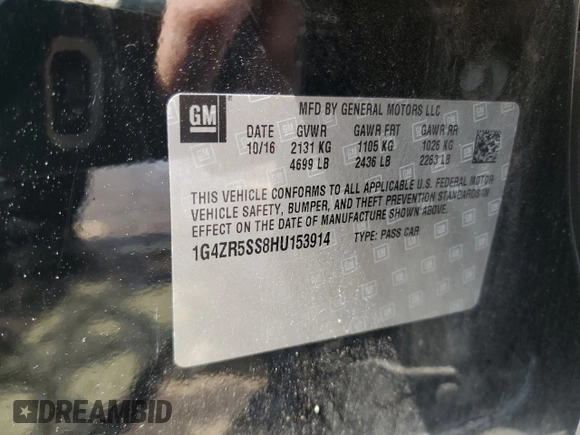 GM
MFD BY GENERAL MOTORS LLC
DATE GVWR GAWR FRT GAWR RR
10/16 2131 KG 1105 KG 1026 KG
4699 LB 2436 LB 2263 LB
THIS VEHICLE CONFORMS TO ALL APPLICABLE U.S. FEDERAL MOTOR
VEHICLE SAFETY, BUMPER, AND THEFT PREVENTION STANDARDS IN
EFFECT ON THE DATE OF MANUFACTURE SHOWN ABOVE.
1G4ZR5SS8HU153914 TYPE: PASS CAR
DREAMBID